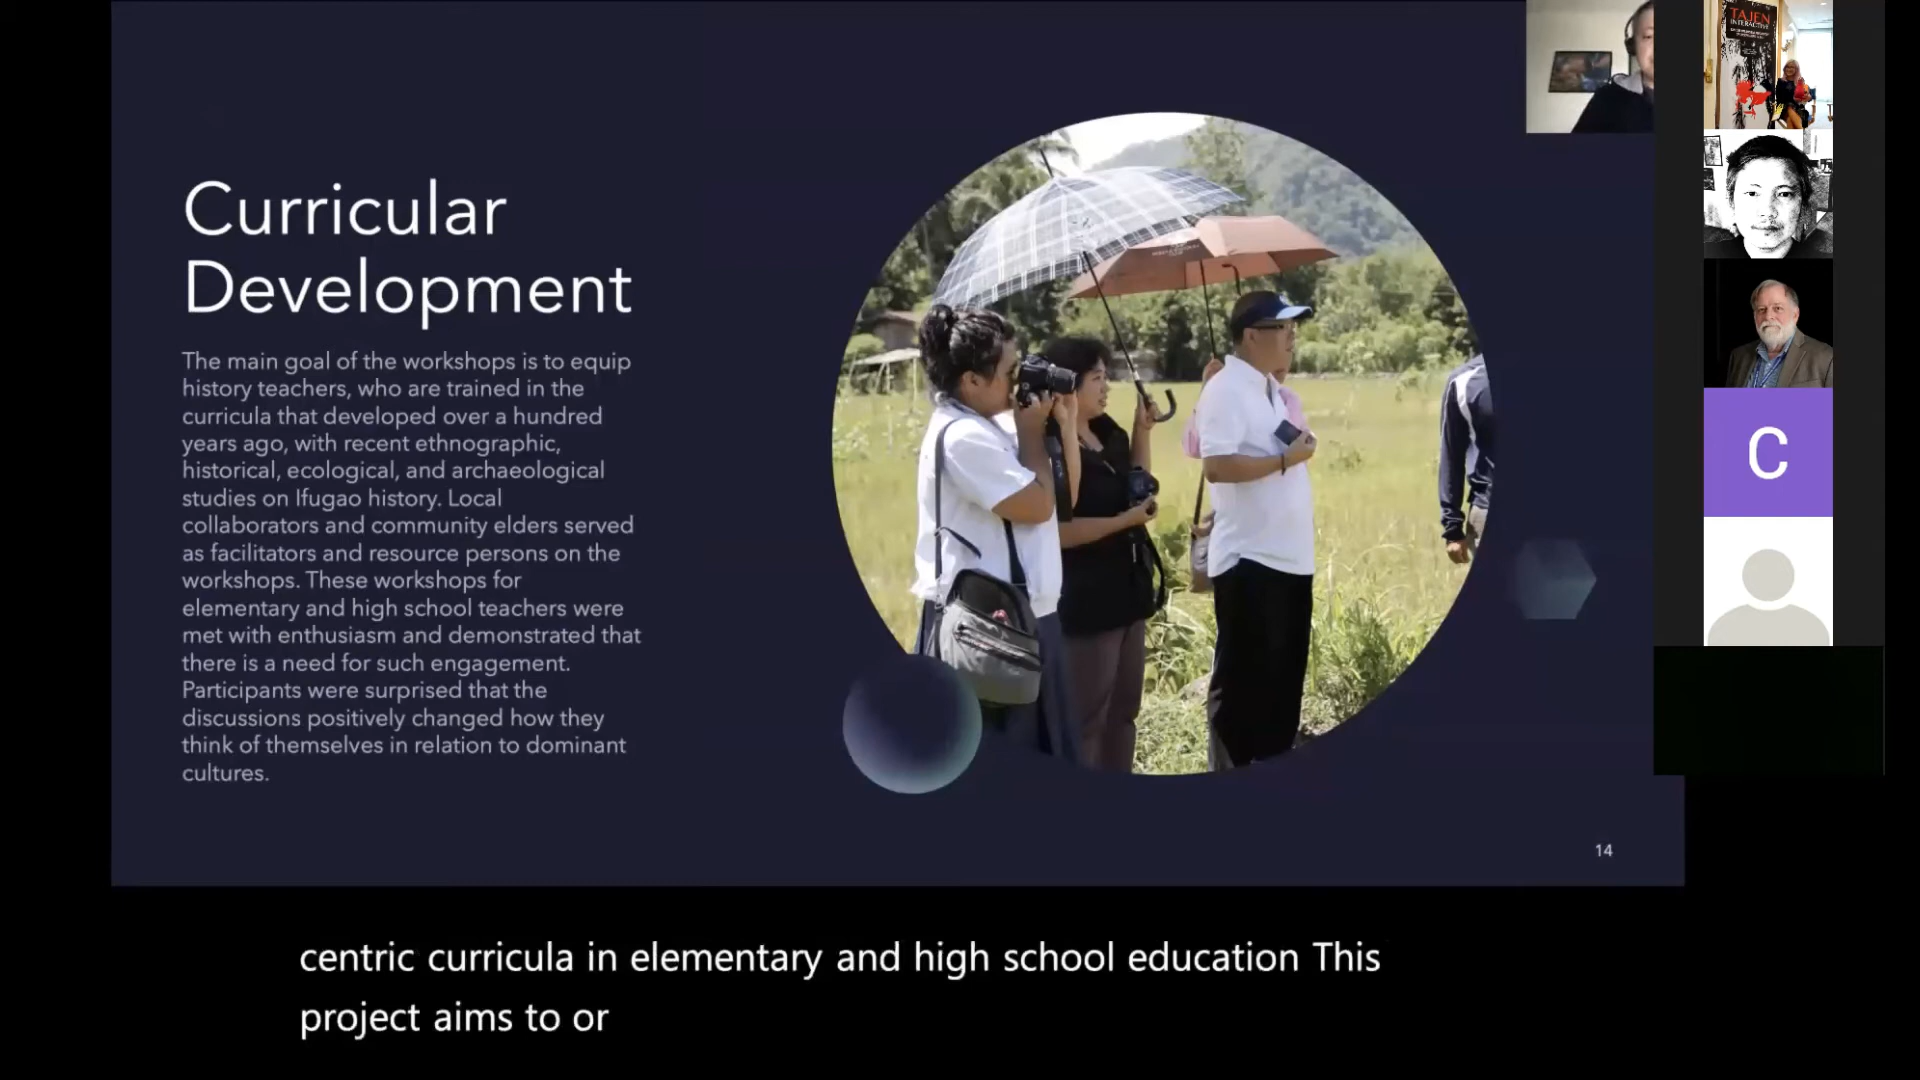 Curricular
Development
The main goal of the workshops is to equip
history teachers, who are trained in the
curricula that developed over a hundred
years ago, with recent ethnographic,
historical, ecological, and archaeological
studies on Ifugao history. Local
collaborators and community elders served
as facilitators and resource persons on the
workshops. These workshops for
elementary and high school teachers were
met with enthusiasm and demonstrated that
there is a need for such engagement.
Participants were surprised that the
discussions positively changed how they
think of themselves in relation to dominant
cultures.
14
TAJEN
INTERACTIVE
C
centric curricula in elementary and high school education This
project aims to or